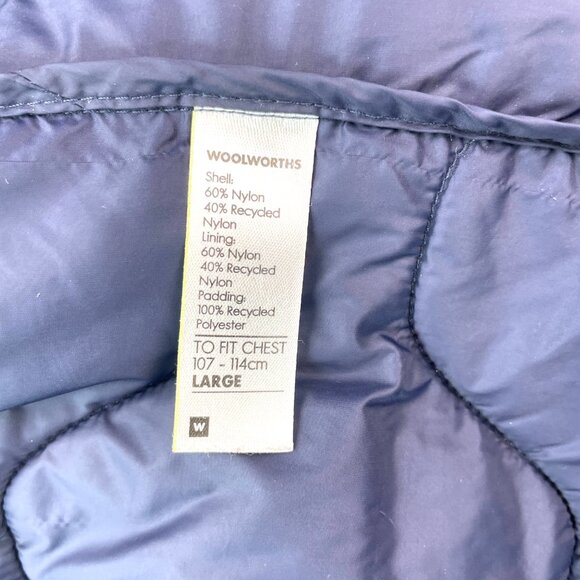 WOOLWORTHS
Shell:
60% Nylon
40% Recycled
Nylon
Lining:
60% Nylon
40% Recycled
Nylon
Padding:
100% Recycled
Polyester
TO FIT CHEST
107 - 114cm
LARGE
W